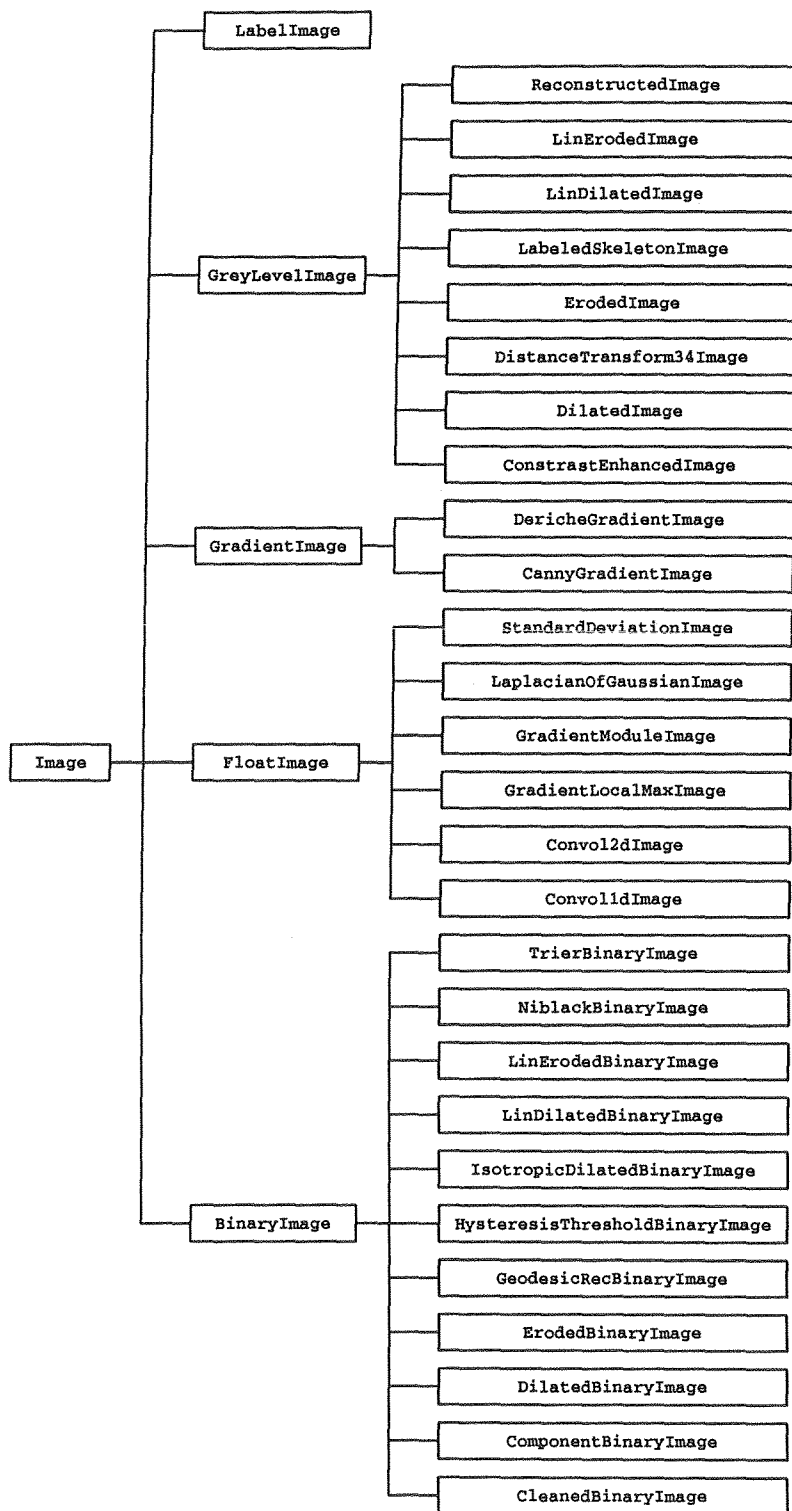 LabelImage
ReconstructedImage
LinErodedImage
LinDilatedImage
LabeledSkeletonImage
GreyLevelImage
ErodedImage
DistanceTransform34Image
DilatedImage
ConstrastEnhancedImage
DericheGradientImage
GradientImage
CannyGradientImage
StandardDeviationImage
LaplacianOfGaussianImage
GradientModuleImage
Image
FloatImage
GradientLocalMaxImage
Convol2dImage
Convol1dImage
TrierBinaryImage
NiblackBinaryImage
LinErodedBinaryImage
LinDilatedBinaryImage
IsotropicDilatedBinaryImage
BinaryImage
HysteresisThresholdBinaryImage
GeodesicRecBinaryImage
ErodedBinaryImage
DilatedBinaryImage
ComponentBinaryImage
CleanedBinaryImage